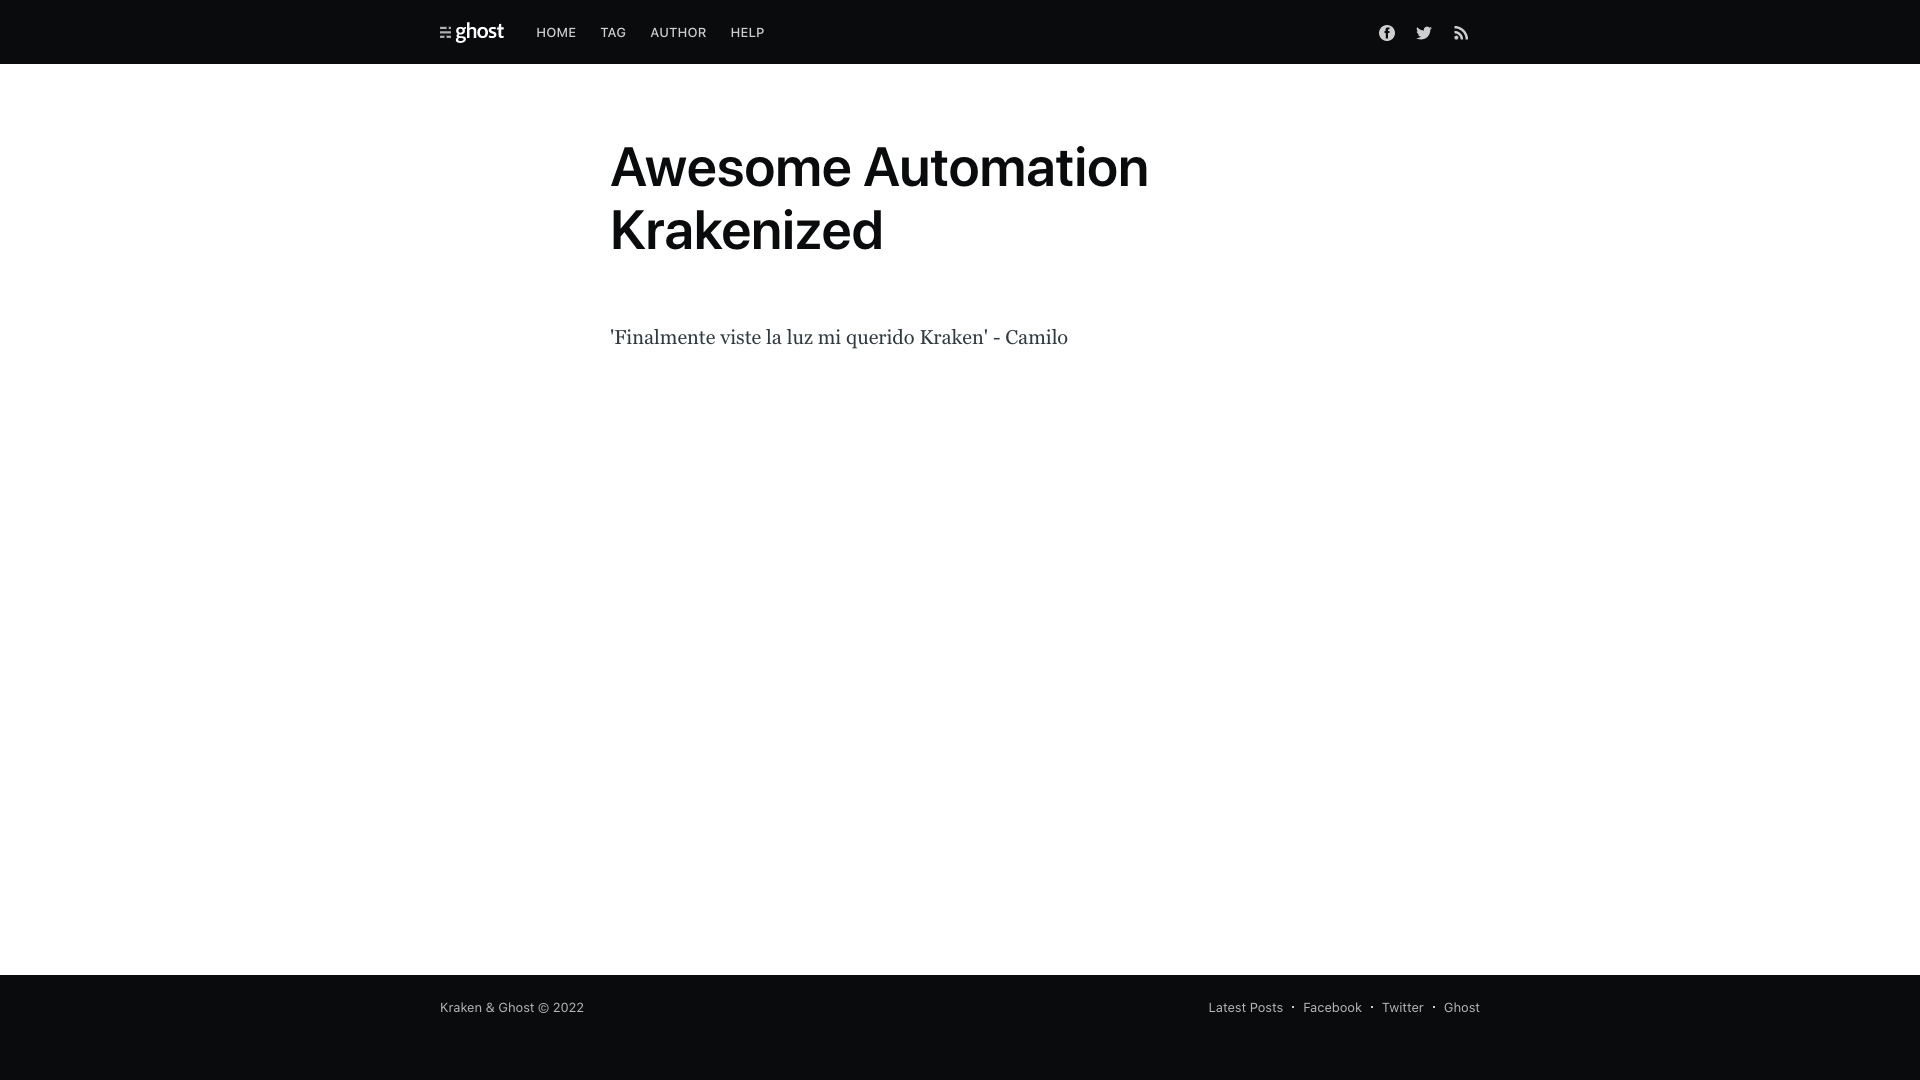 ghost HOME TAG AUTHOR HELP
Awesome Automation
Krakenized
'Finalmente viste la luz mi querido Kraken' - Camilo
Kraken & Ghost © 2022
Latest Posts · Facebook · Twitter · Ghost